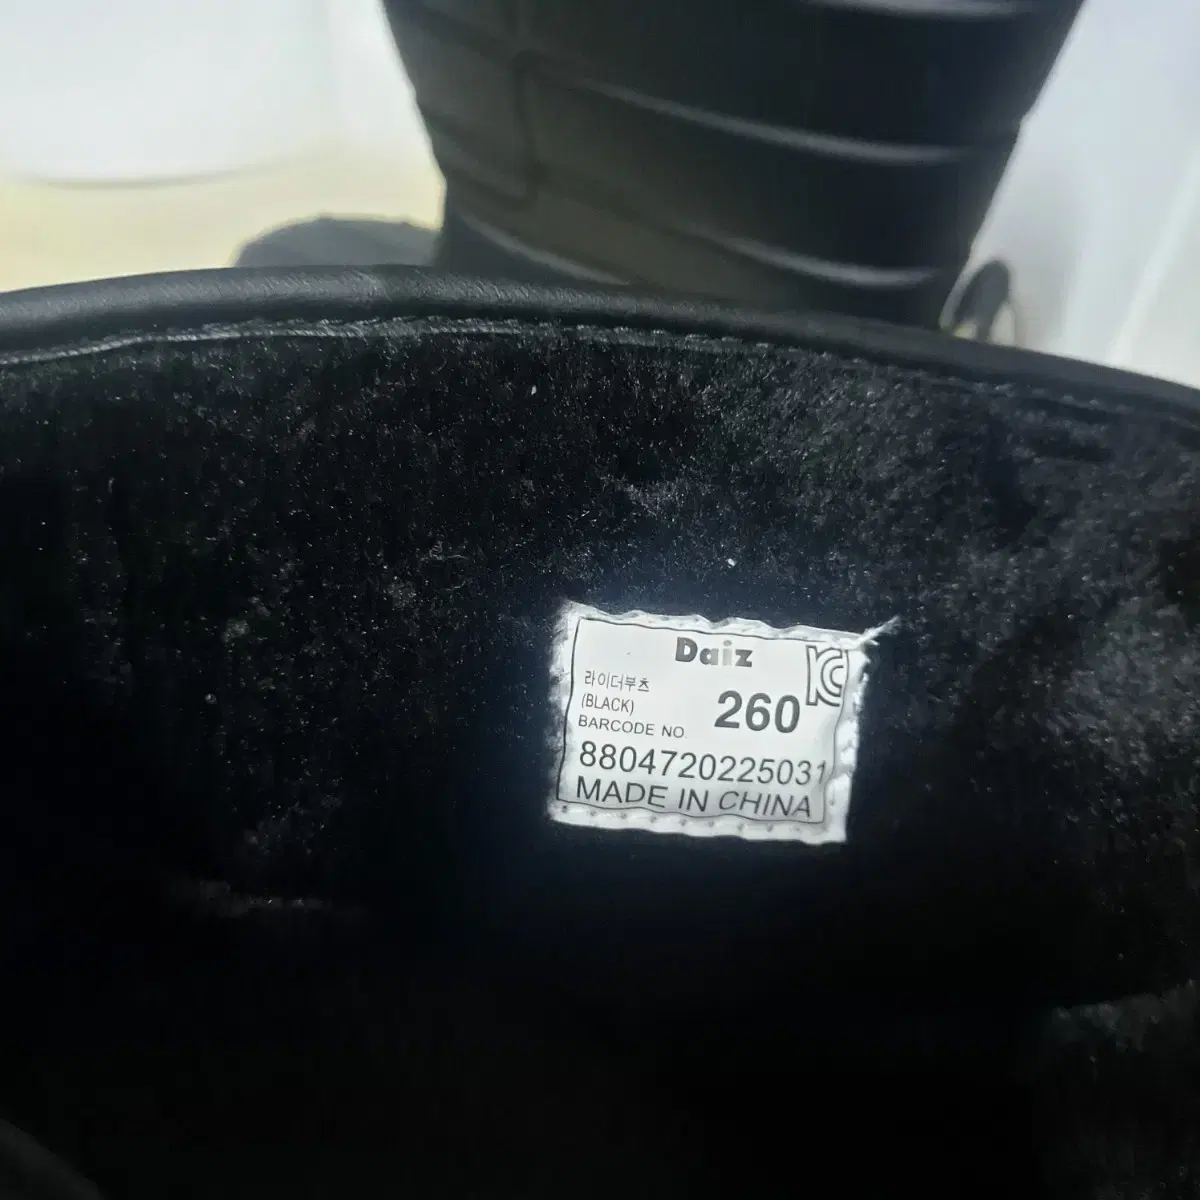 Daiz
라이더부츠
(BLACK)
260
BARCODE NO.
8804720225031
MADE IN CHINA